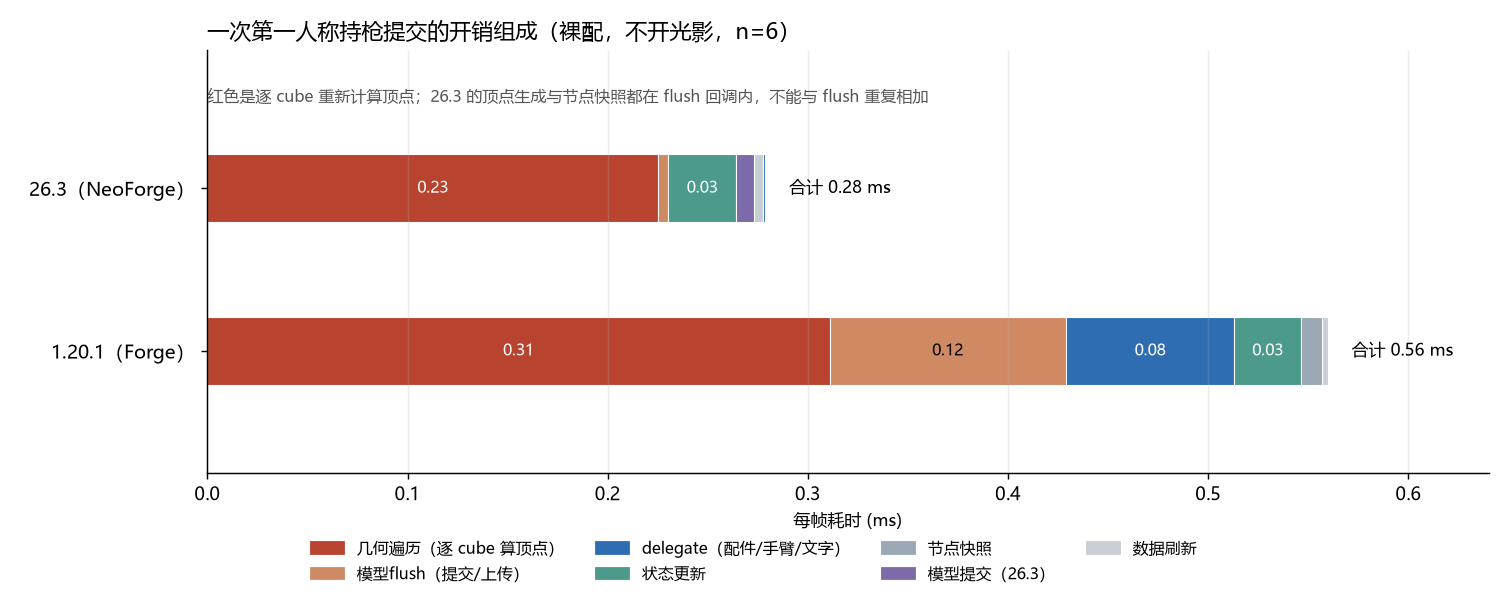 一次第一人称持枪提交的开销组成（裸配，不开光影，n=6）
红色是逐 cube 重新计算顶点；26.3 的顶点生成与节点快照都在 flush 回调内，不能与 flush 重复相加
26.3（NeoForge）
0.23
0.03
合计 0.28 ms
1.20.1（Forge）
0.31
0.12
0.08
0.03
合计 0.56 ms
0.0
0.1
0.2
0.3
0.4
0.5
0.6
每帧耗时 (ms)
几何遍历（逐 cube 算顶点）
delegate（配件/手臂/文字）
节点快照
数据刷新
模型flush（提交/上传）
状态更新
模型提交（26.3）